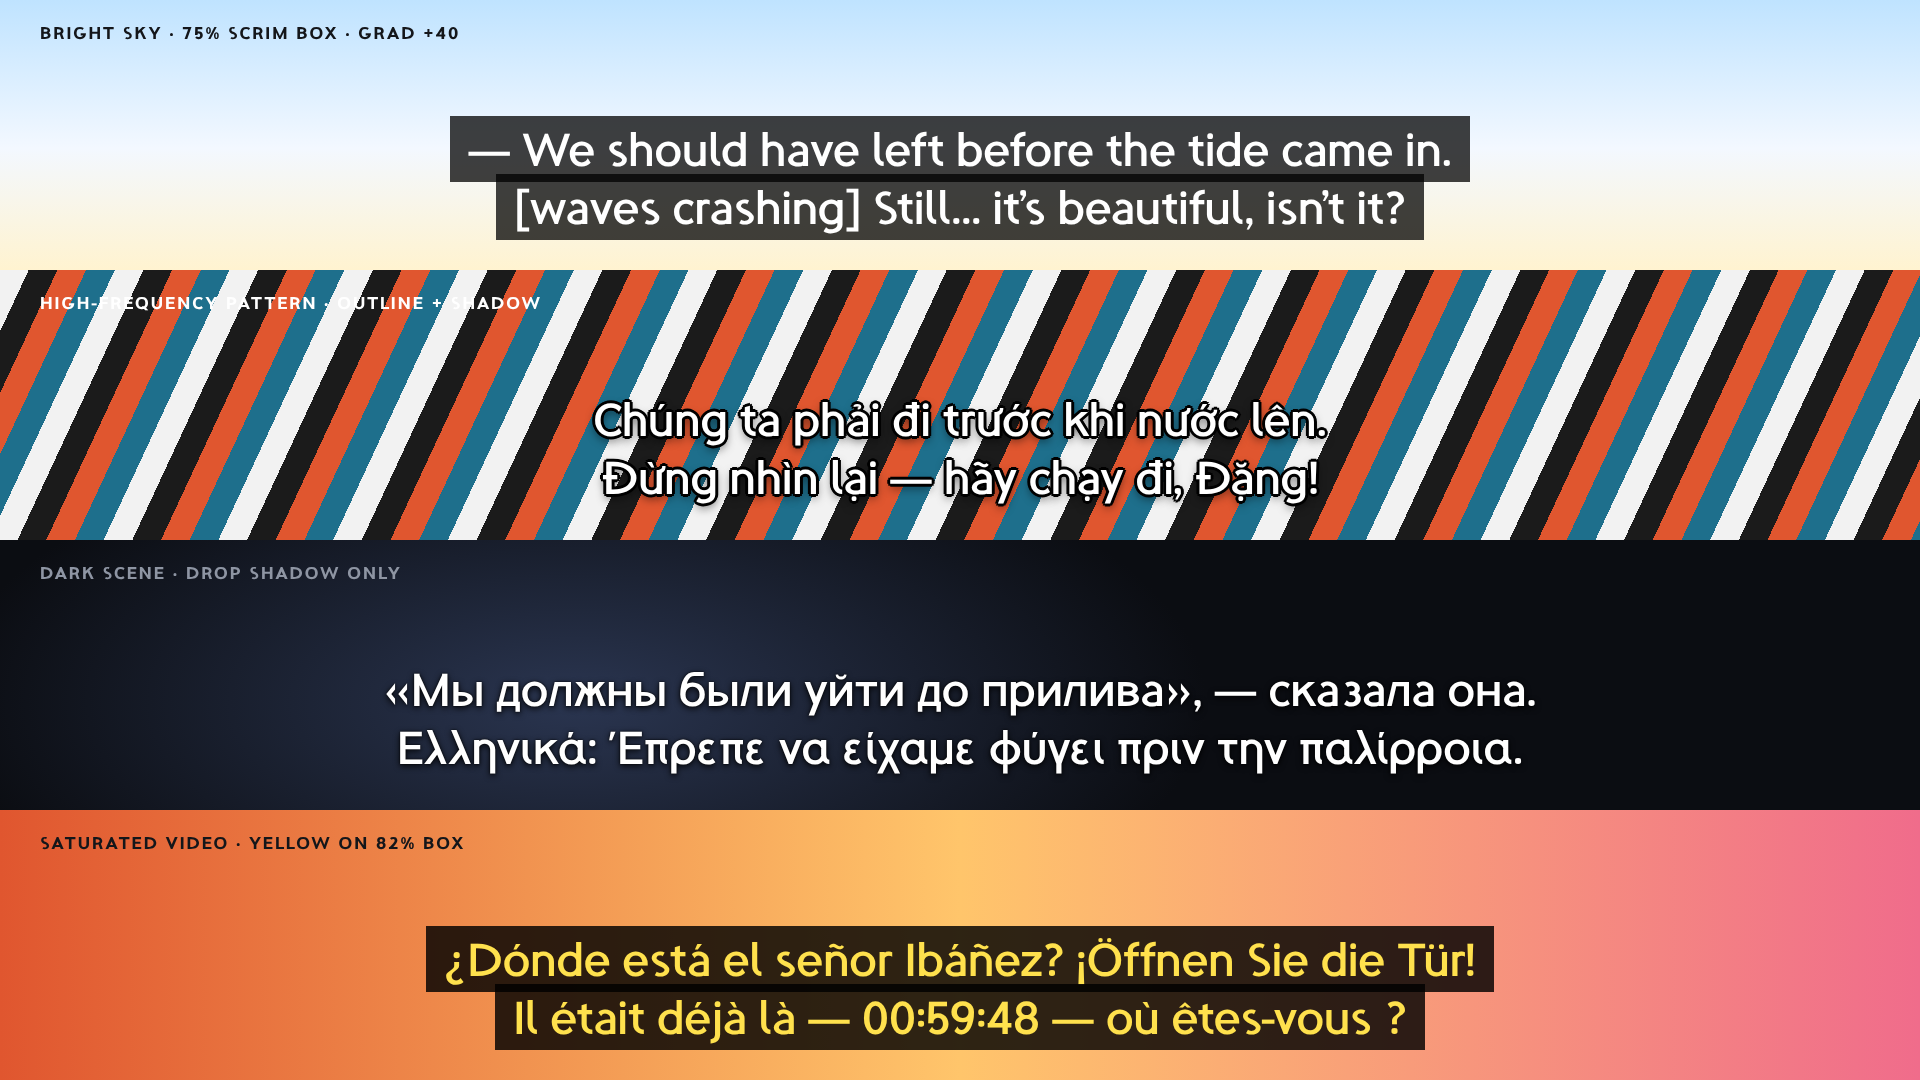 BRIGHT SKY · 75% SCRIM BOX · GRAD +40
— We should have left before the tide came in.
[waves crashing] Still… it’s beautiful, isn’t it?
HIGH-FREQUENCY PATTERN · OUTLINE + SHADOW
Chúng ta phải đi trước khi nước lên.
Đừng nhìn lại — hãy chạy đi, Đặng!
DARK SCENE · DROP SHADOW ONLY
«Мы должны были уйти до прилива», — сказала она.
Ελληνικά: Έπρεπε να είχαμε φύγει πριν την παλίρροια.
SATURATED VIDEO · YELLOW ON 82% BOX
¿Dónde está el señor Ibáñez? ¡Öffnen Sie die Tür!
Il était déjà là — 00:59:48 — où êtes-vous ?